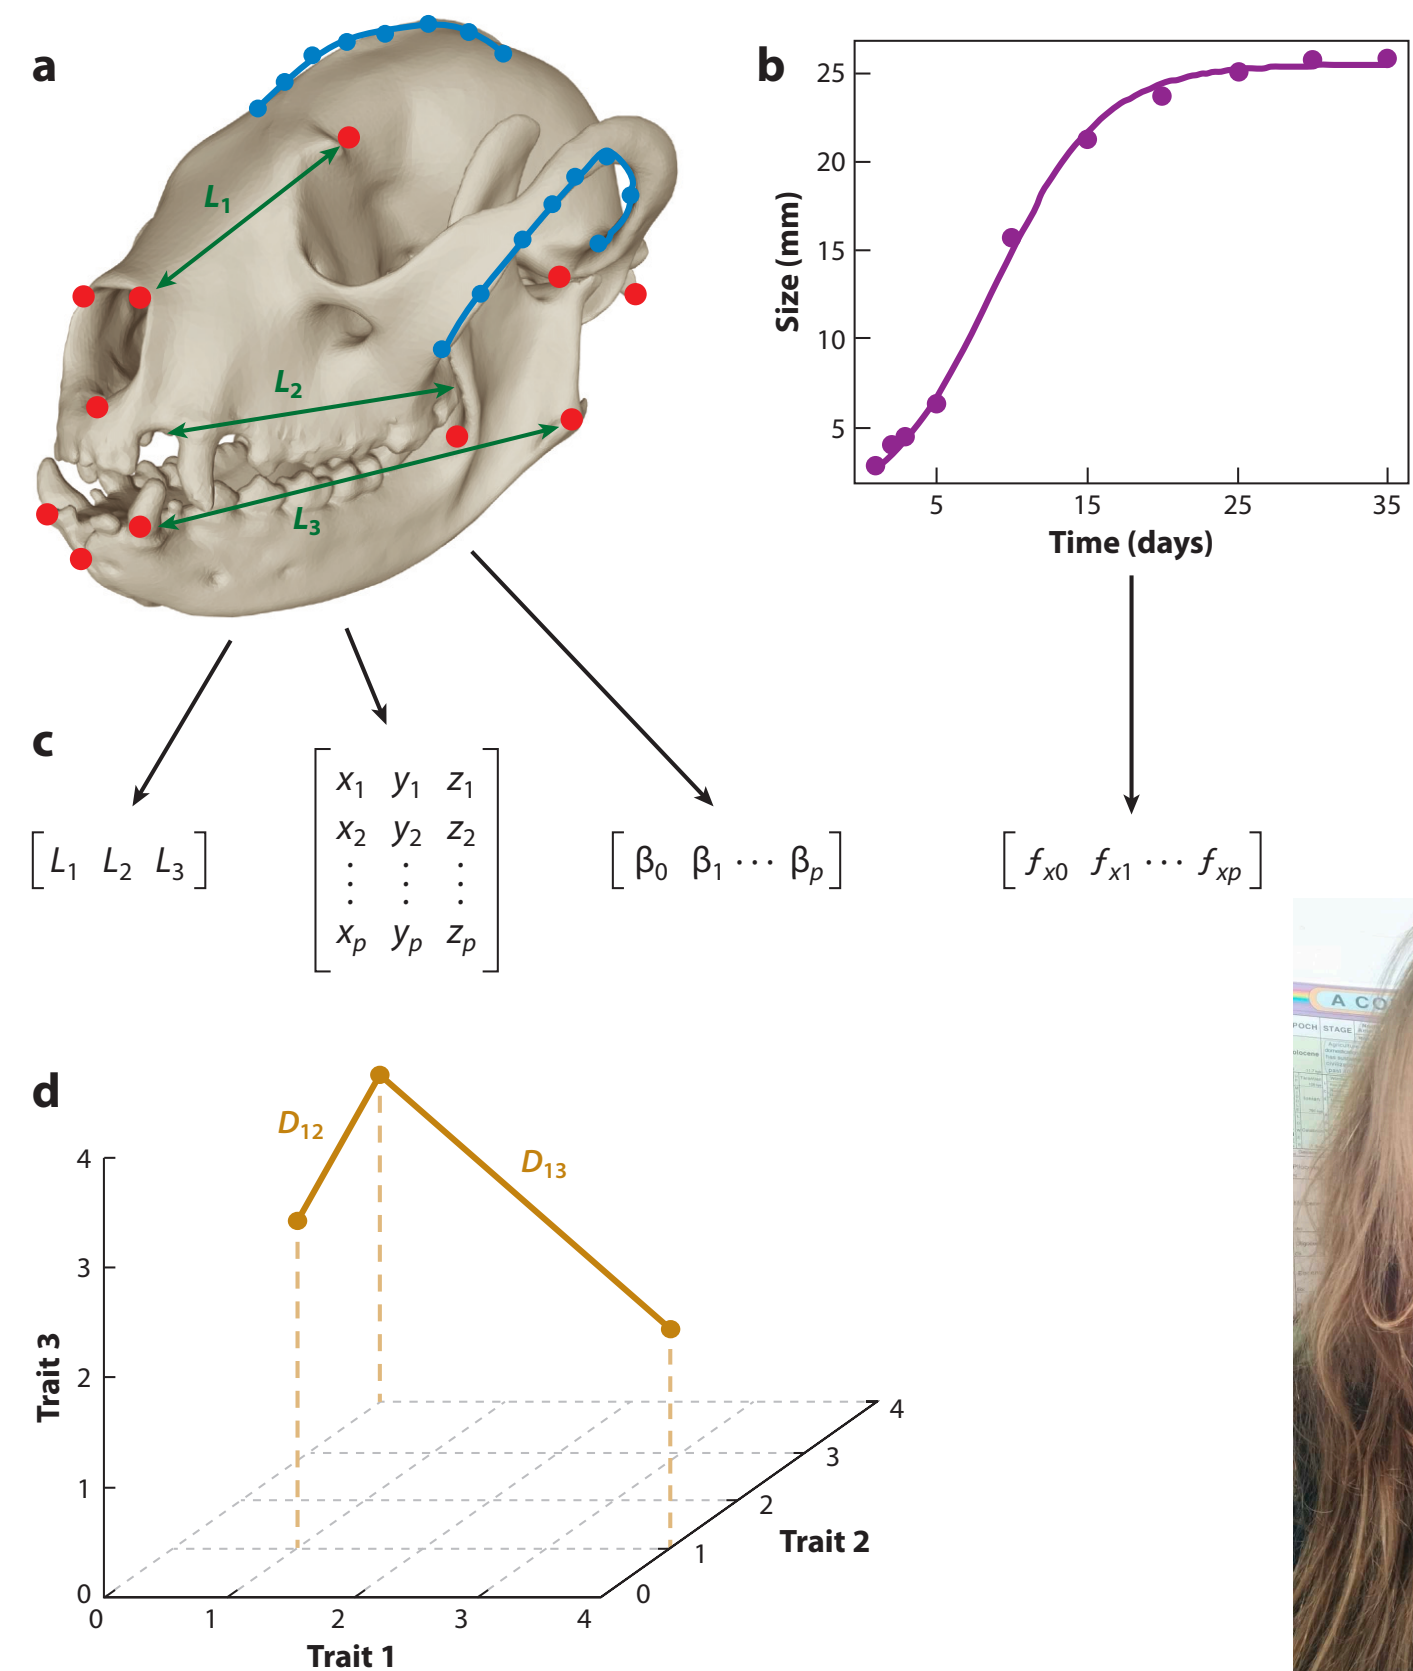 a
L1
L2
L3
b
25
20
15
10
5
Size (mm)
5 15 25 35
Time (days)
c
[L1 L2 L3]
x1 y1 z1
x2 y2 z2
⋮ ⋮ ⋮
xp yp zp
[β0 β1 ⋯ βp]
[fx0 fx1 ⋯ fxp]
A CO
POCH STAGE
d
D12
D13
4
3
2
1
0
Trait 3
0 1 2 3 4
Trait 1
0
1
2
3
4
Trait 2